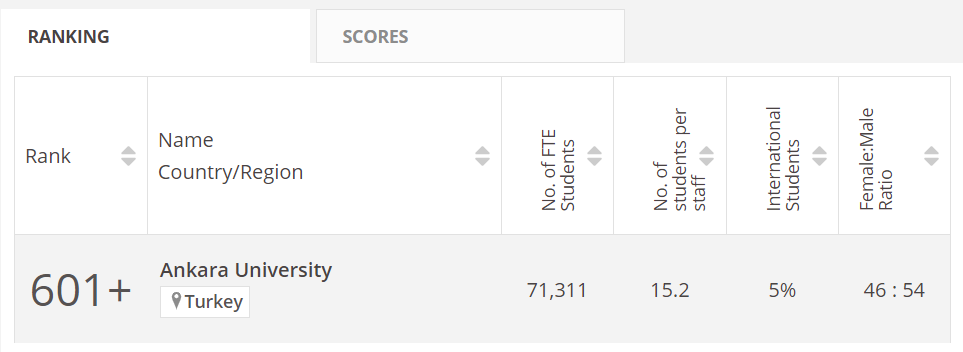 RANKING
SCORES
Rank
Name
Country/Region
No. of FTE
Students
No. of
students per
staff
International
Students
Female:Male
Ratio
601+
Ankara University
Turkey
71,311
15.2
5%
46 : 54